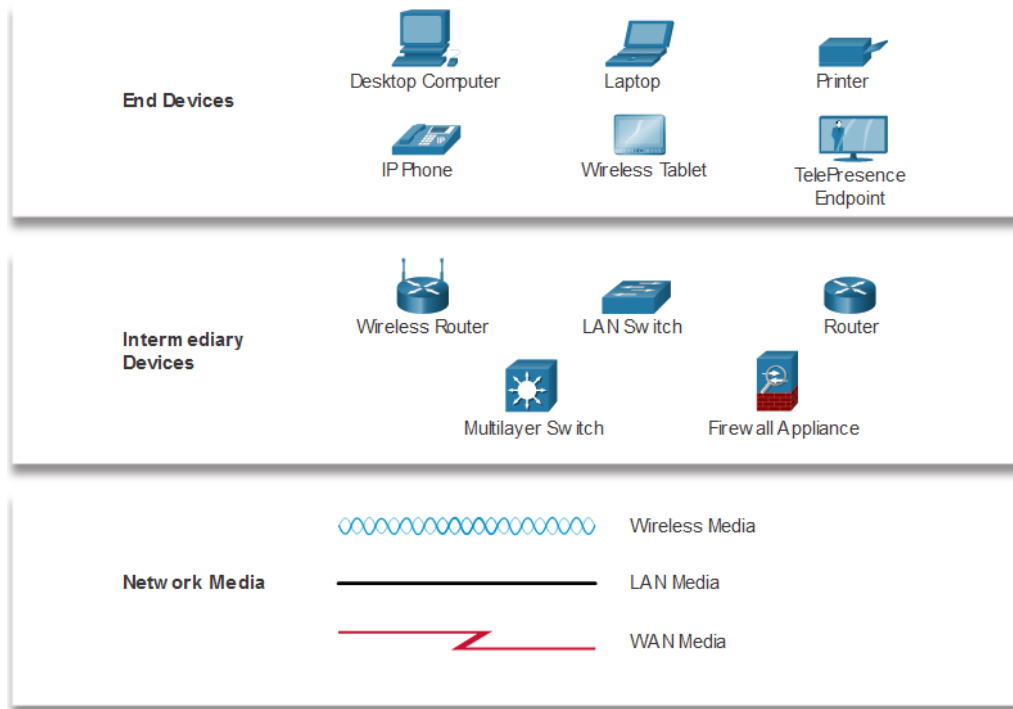 End Devices
Desktop Computer
Laptop
Printer
IP
IP Phone
Wireless Tablet
TelePresence
Endpoint
Intermediary
Devices
Wireless Router
LAN Switch
Router
Multilayer Switch
Firewall Appliance
Network Media
Wireless Media
LAN Media
WAN Media